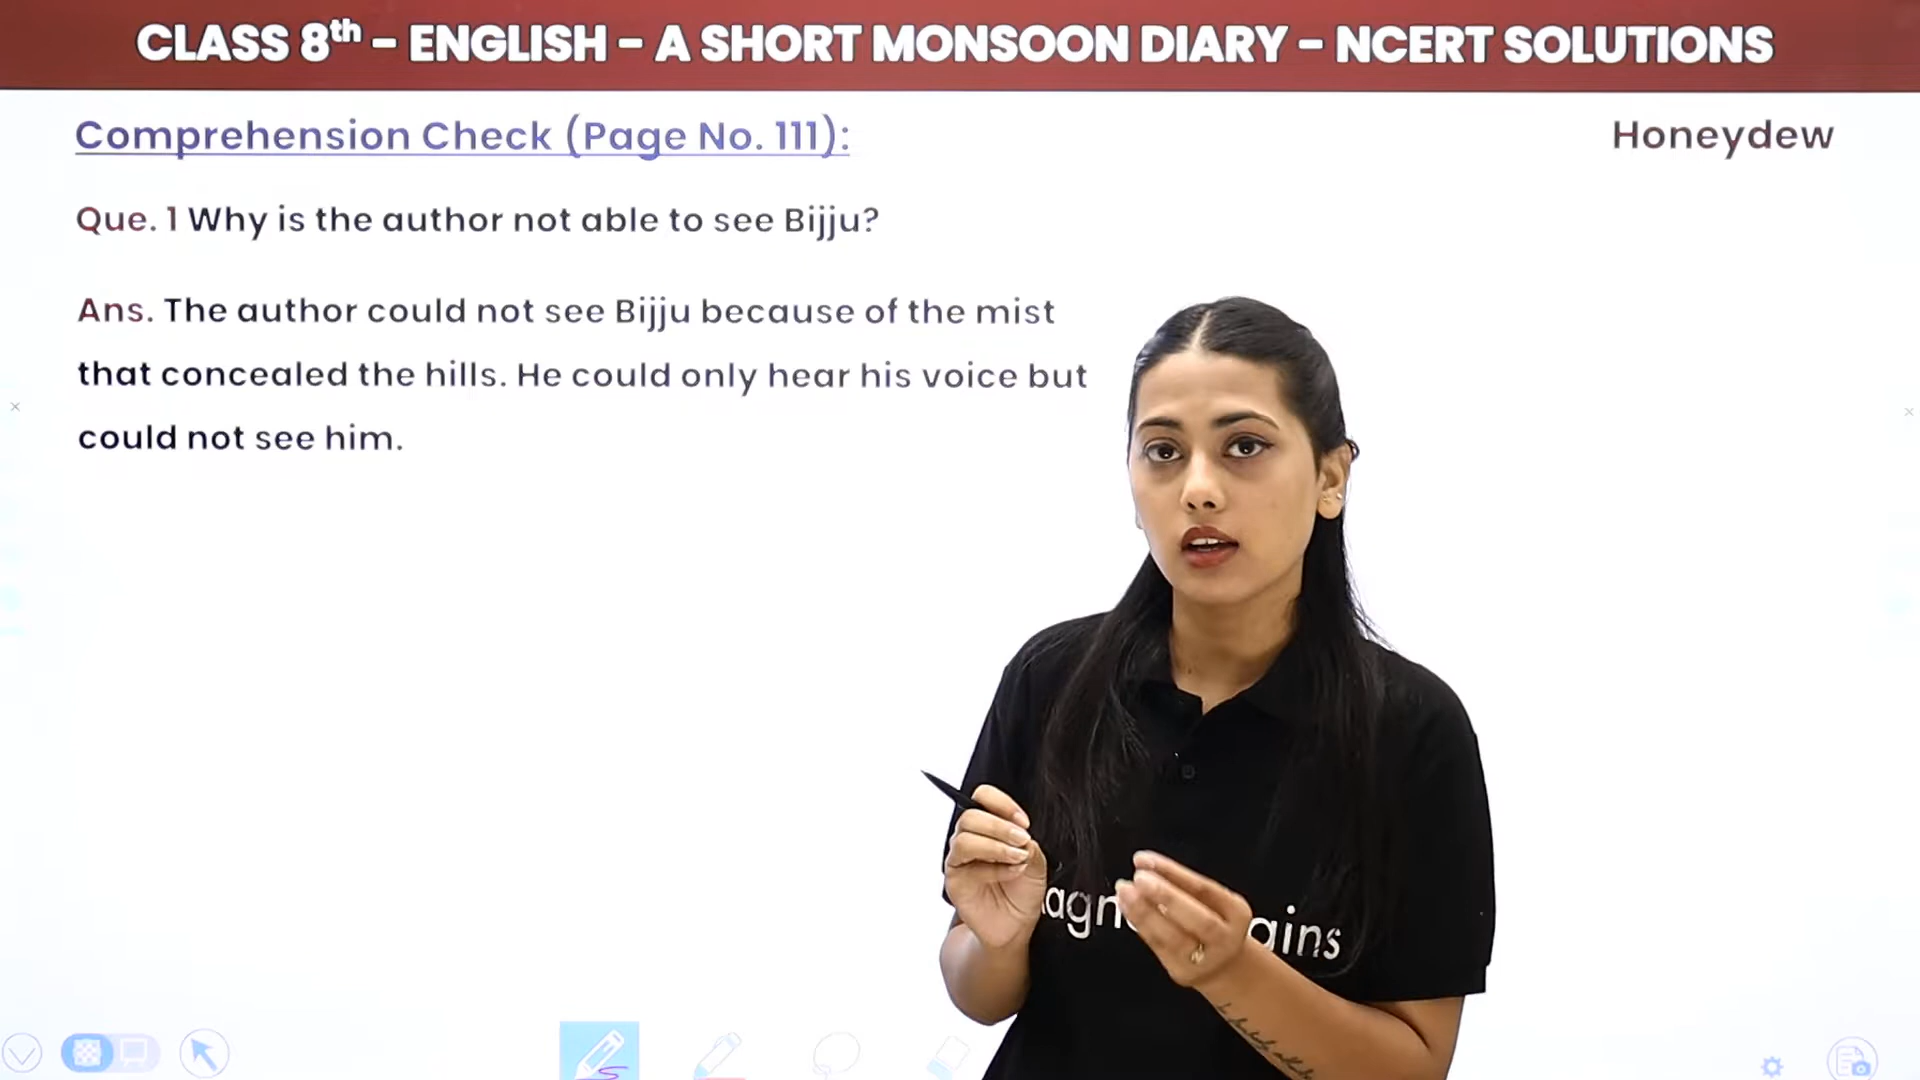 CLASS 8th – ENGLISH – A SHORT MONSOON DIARY – NCERT SOLUTIONS
Comprehension Check (Page No. 111):
Honeydew
Que. 1 Why is the author not able to see Bijju?
Ans. The author could not see Bijju because of the mist
that concealed the hills. He could only hear his voice but
could not see him.